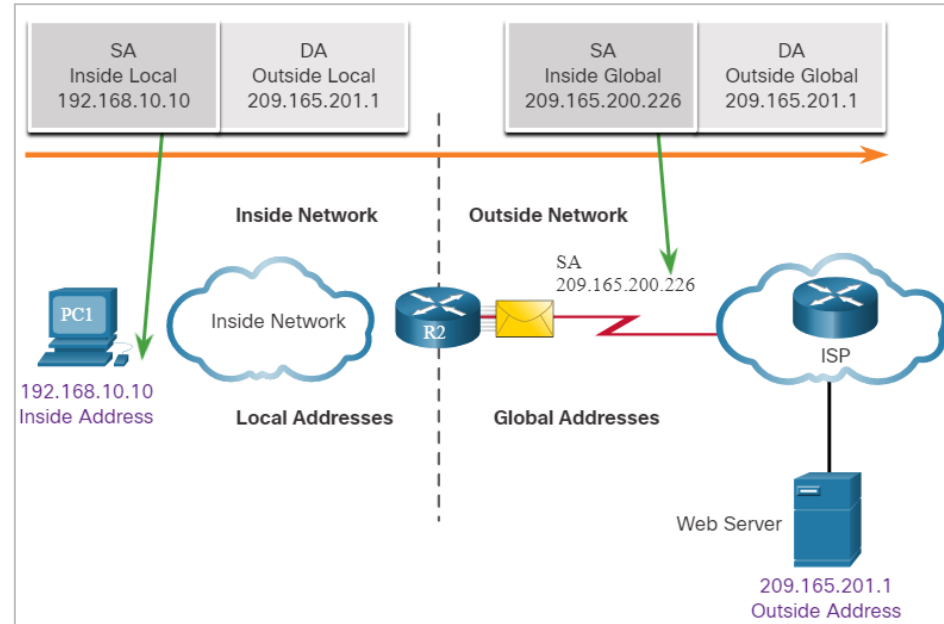 SA
Inside Local
192.168.10.10
DA
Outside Local
209.165.201.1
SA
Inside Global
209.165.200.226
DA
Outside Global
209.165.201.1
Inside Network
Outside Network
SA
209.165.200.226
PC1
Inside Network
R2
ISP
192.168.10.10
Inside Address
Local Addresses
Global Addresses
Web Server
209.165.201.1
Outside Address